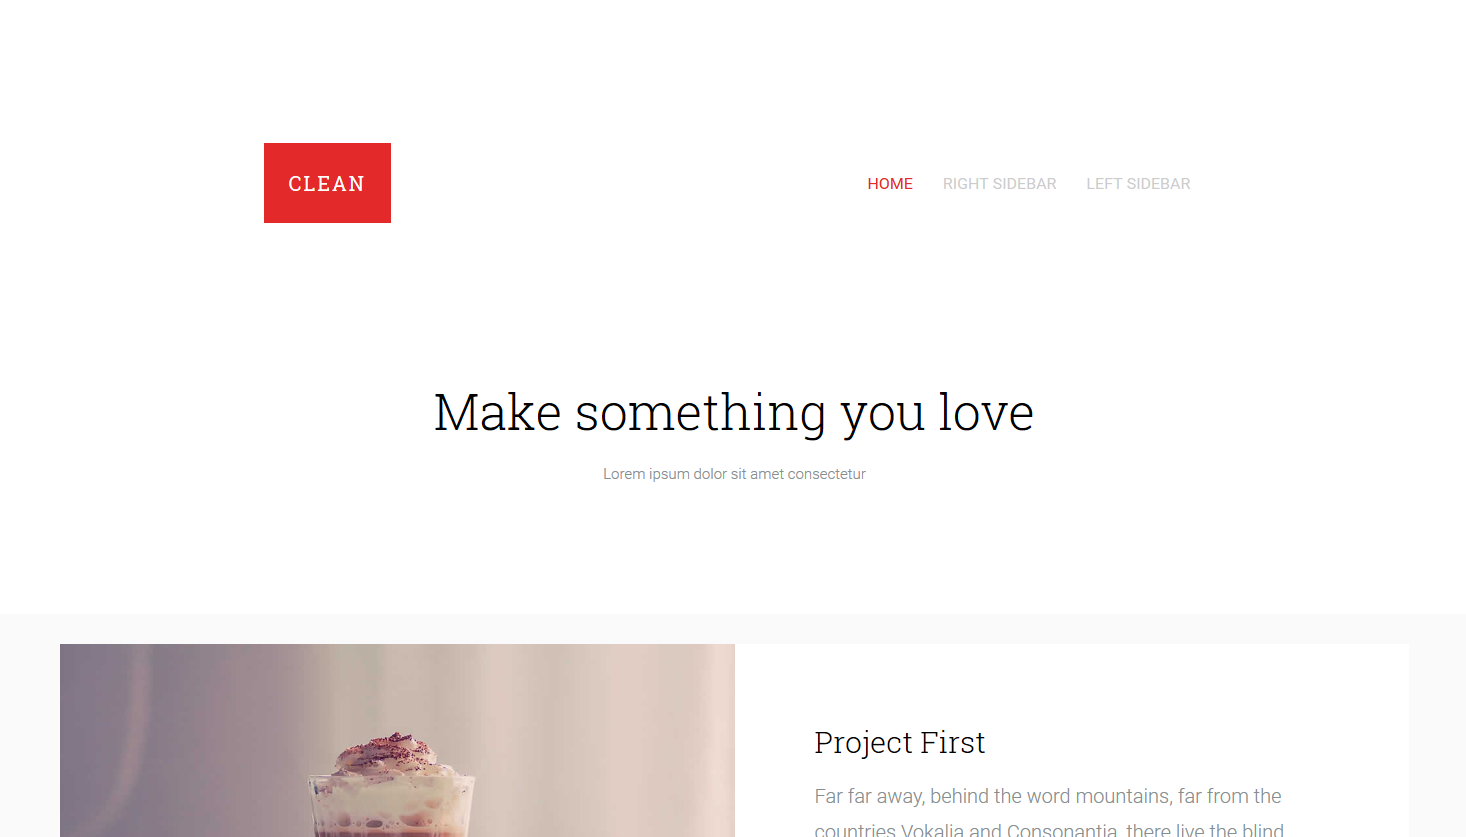 CLEAN
HOME
RIGHT SIDEBAR
LEFT SIDEBAR
Make something you love
Lorem ipsum dolor sit amet consectetur
Project First
Far far away, behind the word mountains, far from the
countries Vokalia and Consonantia, there live the blind